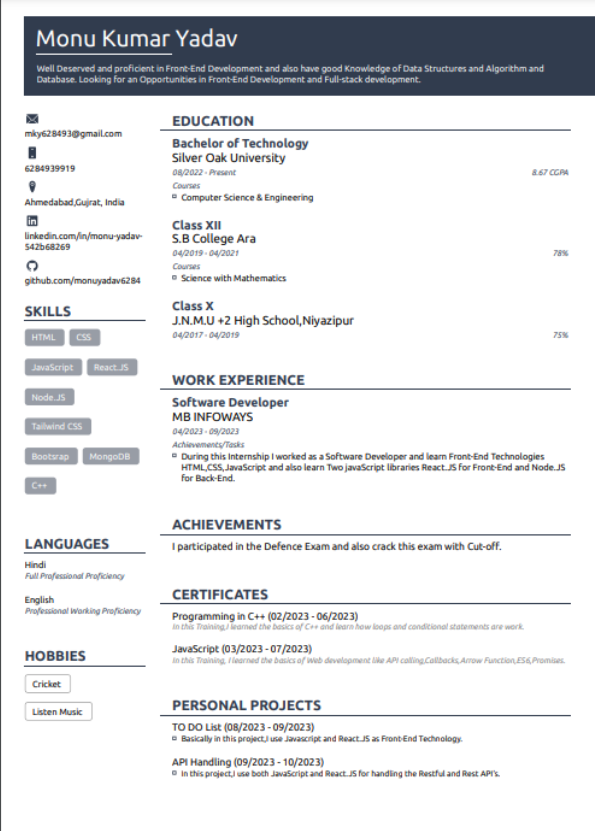 Monu Kumar Yadav
Well Deserved and proficient in Front-End Development and also have good Knowledge of Data Structures and Algorithm and
Database. Looking for an Opportunities in Front-End Development and Full-stack development.
mky628493@gmail.com
6284939919
Ahmedabad,Gujrat, India
linkedin.com/in/monu-yadav-
542b68269
github.com/monuyadav6284
SKILLS
HTML CSS
JavaScript React.JS
Node.JS
Tailwind CSS
Bootsrap MongoDB
C++
LANGUAGES
Hindi
Full Professional Proficiency
English
Professional Working Proficiency
HOBBIES
Cricket
Listen Music
EDUCATION
Bachelor of Technology
Silver Oak University
08/2022 - Present 8.67 CGPA
Courses
Computer Science & Engineering
Class XII
S.B College Ara
04/2019 - 04/2021 78%
Courses
Science with Mathematics
Class X
J.N.M.U +2 High School,Niyazipur
04/2017 - 04/2019 75%
WORK EXPERIENCE
Software Developer
MB INFOWAYS
04/2023 - 09/2023
Achievements/Tasks
During this Internship I worked as a Software Developer and learn Front-End Technologies
HTML,CSS,JavaScript and also learn Two javaScript libraries React.JS for Front-End and Node.JS
for Back-End.
ACHIEVEMENTS
I participated in the Defence Exam and also crack this exam with Cut-off.
CERTIFICATES
Programming in C++ (02/2023 - 06/2023)
In this Training,I learned the basics of C++ and learn how loops and conditional statements are work.
JavaScript (03/2023 - 07/2023)
In this Training, I learned the basics of Web development like API calling,Callbacks,Arrow Function,ES6,Promises.
PERSONAL PROJECTS
TO DO List (08/2023 - 09/2023)
Basically in this project,I use Javascript and React.JS as Front-End Technology.
API Handling (09/2023 - 10/2023)
In this project,I use both JavaScript and React.JS for handling the Restful and Rest API's.